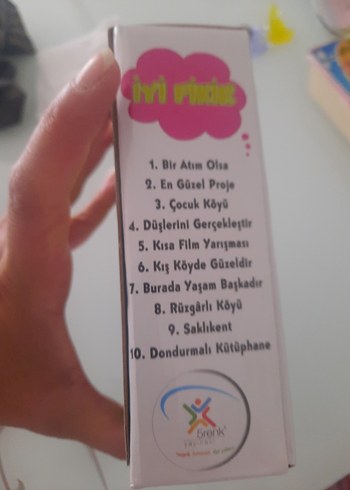 İYİ FİKİR
1. Bir Atım Olsa
2. En Güzel Proje
3. Çocuk Köyü
4. Düşlerini Gerçekleştir
5. Kısa Film Yarışması
6. Kış Köyde Güzeldir
7. Burada Yaşam Başkadır
8. Rüzgârlı Köyü
9. Saklıkent
10. Dondurmalı Kütüphane
5renk